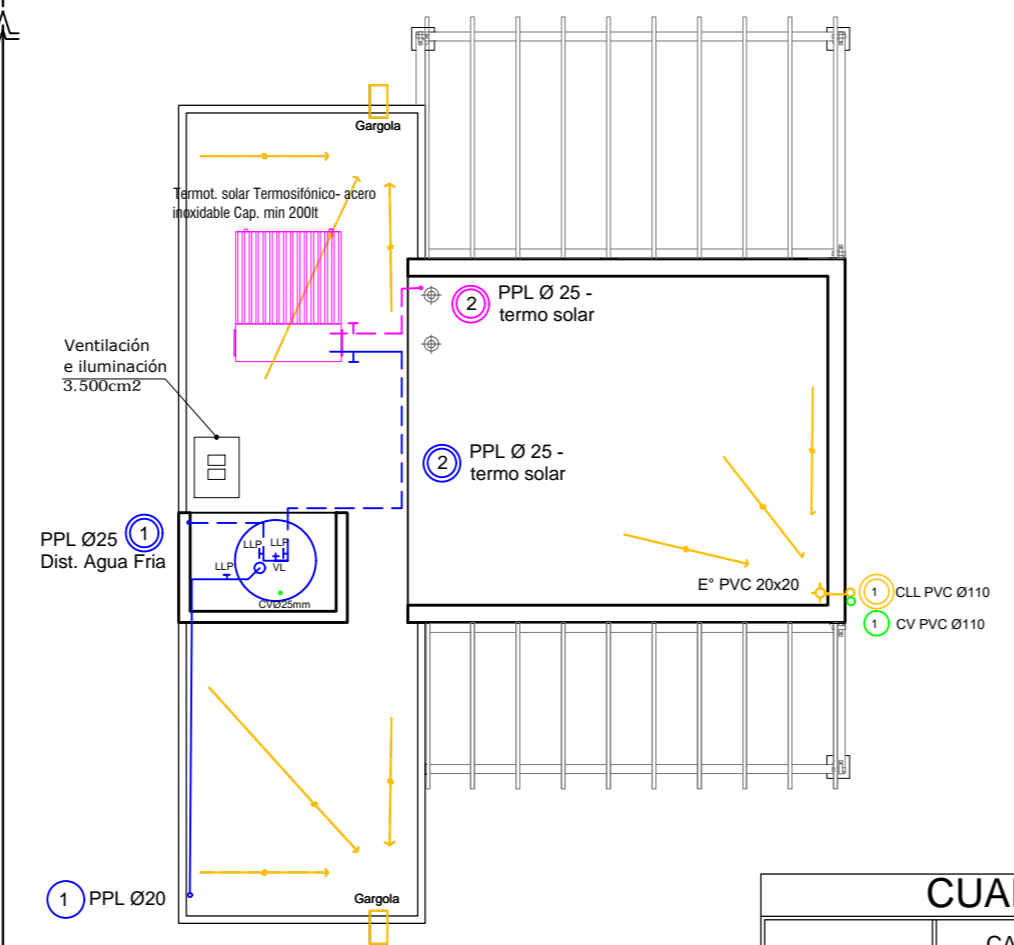 Gargola
Termot. solar Termosifónico- acero
inoxidable Cap. min 200lt
2
PPL Ø 25 -
termo solar
Ventilación
e iluminación
3.500cm2
2
PPL Ø 25 -
termo solar
PPL Ø25
Dist. Agua Fria
1
LLP
LLP
LLP
VL
CVØ25mm
E° PVC 20x20
1
CLL PVC Ø110
1
CV PVC Ø110
1
PPL Ø20
Gargola